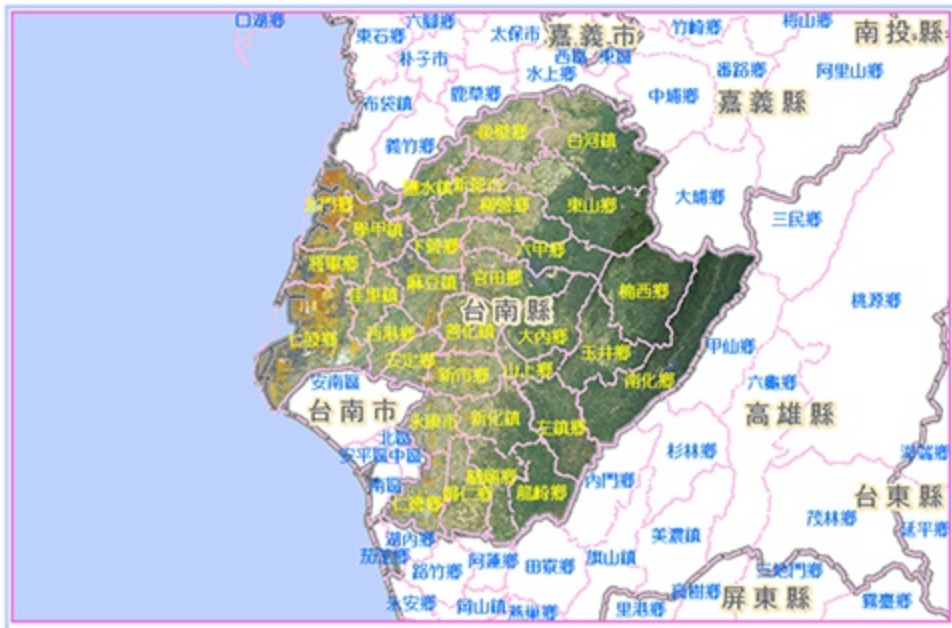 口湖鄉
六腳鄉
梅山鄉
東石鄉
太保市
嘉義市
竹崎鄉
南投縣
朴子市
西區
東區
水上鄉
番路鄉
阿里山鄉
布袋鎮
鹿草鄉
中埔鄉
嘉義縣
義竹鄉
後壁鄉
白河鎮
鹽水鎮
新營市
大埔鄉
北門鄉
柳營鄉
東山鄉
三民鄉
學甲鎮
下營鄉
六甲鄉
將軍鄉
麻豆鎮
官田鄉
楠西鄉
佳里鎮
桃源鄉
台南縣
七股鄉
西港鄉
善化鎮
大內鄉
玉井鄉
甲仙鄉
安定鄉
新市鄉
山上鄉
南化鄉
安南區
六龜鄉
台南市
永康市
新化鎮
左鎮鄉
高雄縣
北區
安平區
中區
杉林鄉
海端鄉
關廟鄉
內門鄉
南區
仁德鄉
歸仁鄉
龍崎鄉
台東縣
茂林鄉
延平鄉
湖內鄉
美濃鎮
茄萣鄉
路竹鄉
阿蓮鄉
田寮鄉
旗山鎮
三地門鄉
高樹鄉
屏東縣
永安鄉
岡山鎮
燕巢鄉
里港鄉
霧臺鄉